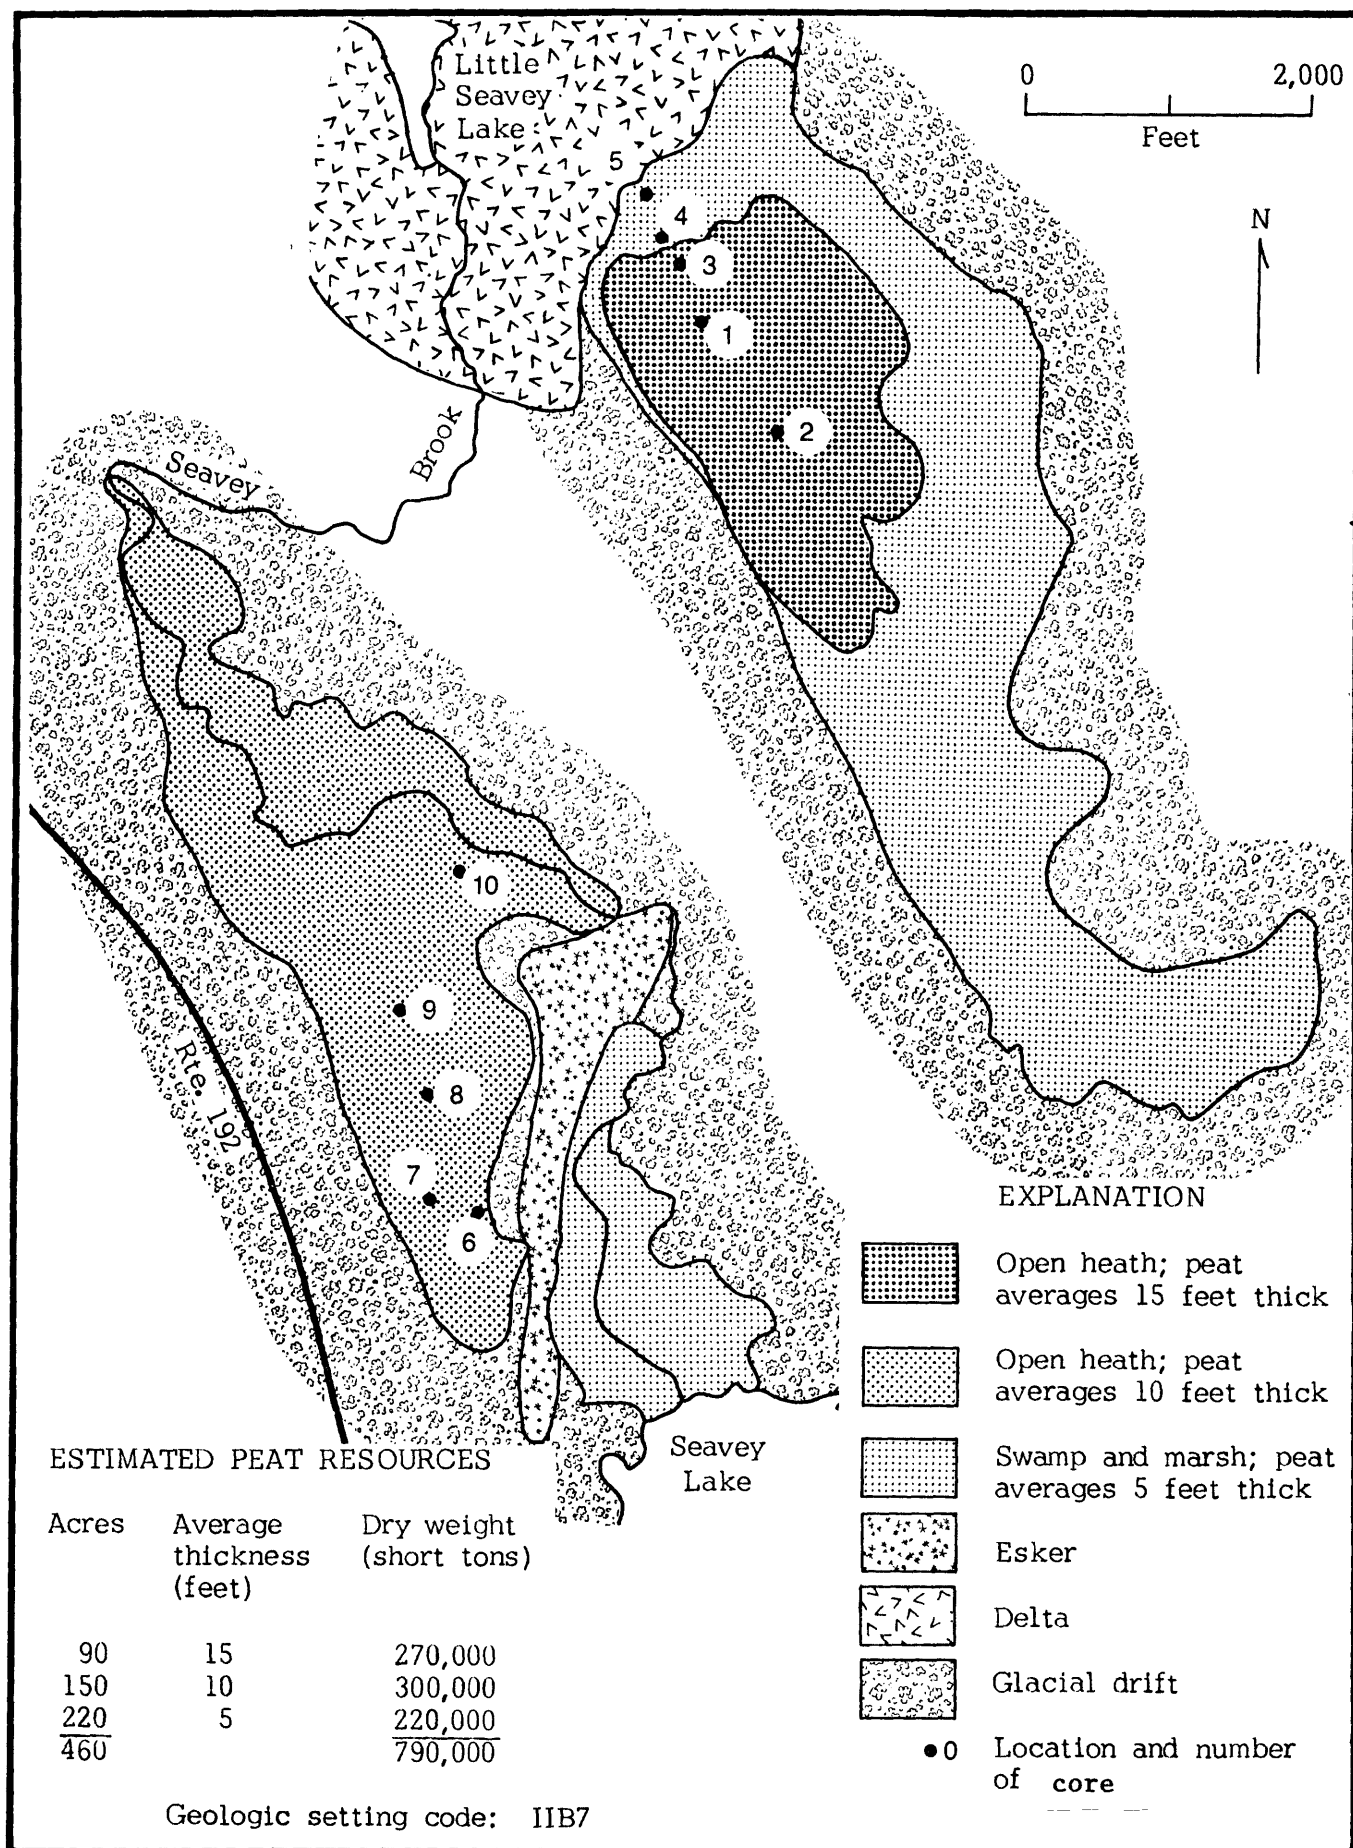 Little
Seavey
Lake
0 2,000
Feet
N
5
4
3
1
2
Seavey
Brook
10
9
8
7
6
Rte. 192
Seavey
Lake
EXPLANATION
Open heath; peat
averages 15 feet thick
Open heath; peat
averages 10 feet thick
Swamp and marsh; peat
averages 5 feet thick
Esker
Delta
Glacial drift
•0 Location and number
of core
ESTIMATED PEAT RESOURCES
Acres Average Dry weight
thickness (short tons)
(feet)
90 15 270,000
150 10 300,000
220 5 220,000
460 790,000
Geologic setting code: IIB7